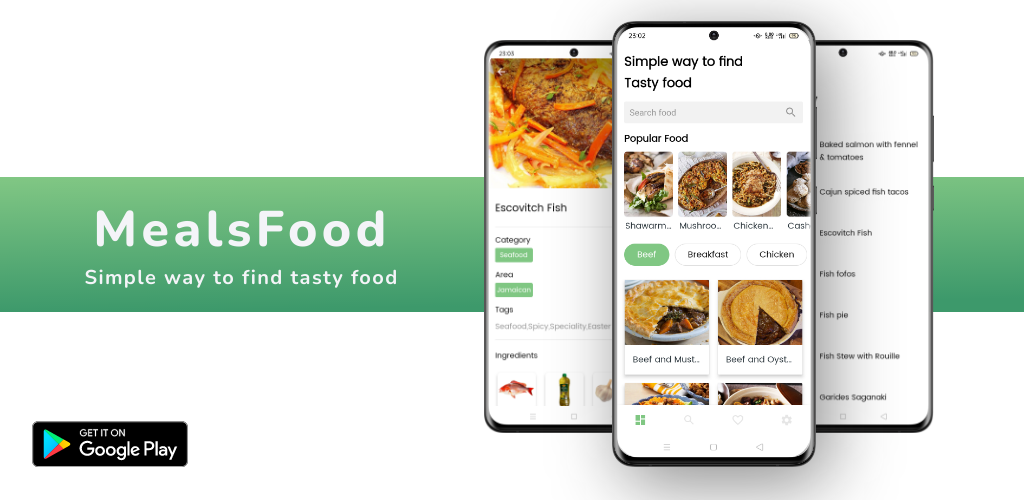 MealsFood
Simple way to find tasty food
GET IT ON
Google Play
23:03
Escovitch Fish
Category
Seafood
Area
Jamaican
Tags
Seafood,Spicy,Speciality,Easter
Ingredients
23:02
Simple way to find
Tasty food
Search food
Popular Food
Shawarm...
Mushroo...
Chicken...
Cash
Beef
Breakfast
Chicken
Beef and Must...
Beef and Oyst...
Baked salmon with fennel
& tomatoes
Cajun spiced fish tacos
Escovitch Fish
Fish fofos
Fish pie
Fish Stew with Rouille
Garides Saganaki